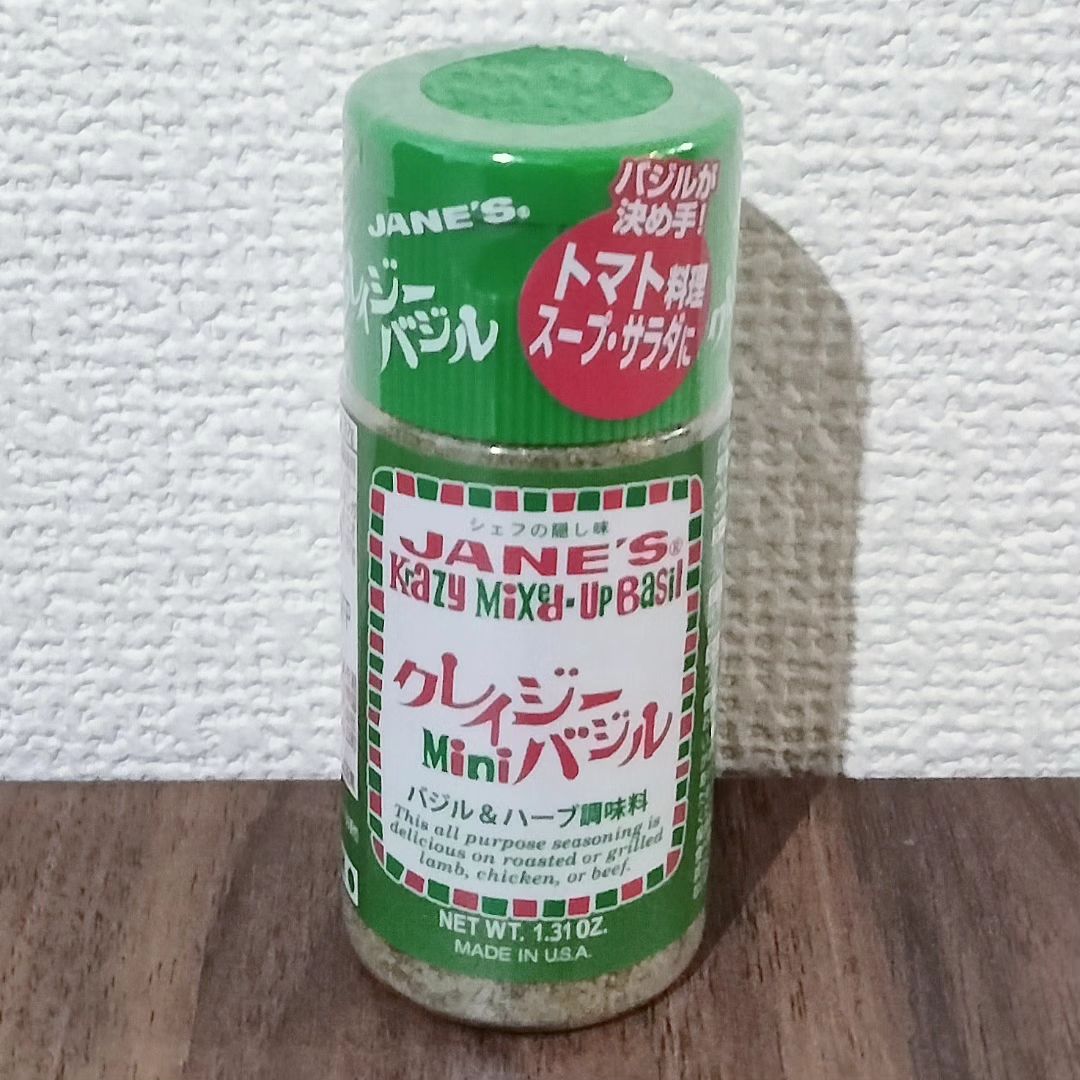 JANE'S®
クレイジー
バジル
バジルが
決め手!
トマト料理
スープ・サラダに
シェフの隠し味
JANE'S®
Krazy Mixed-Up Basil
クレイジー
Miniバジル
バジル&ハーブ調味料
This all purpose seasoning is
delicious on roasted or grilled
lamb, chicken, or beef.
NET WT. 1.31 OZ.
MADE IN U.S.A.